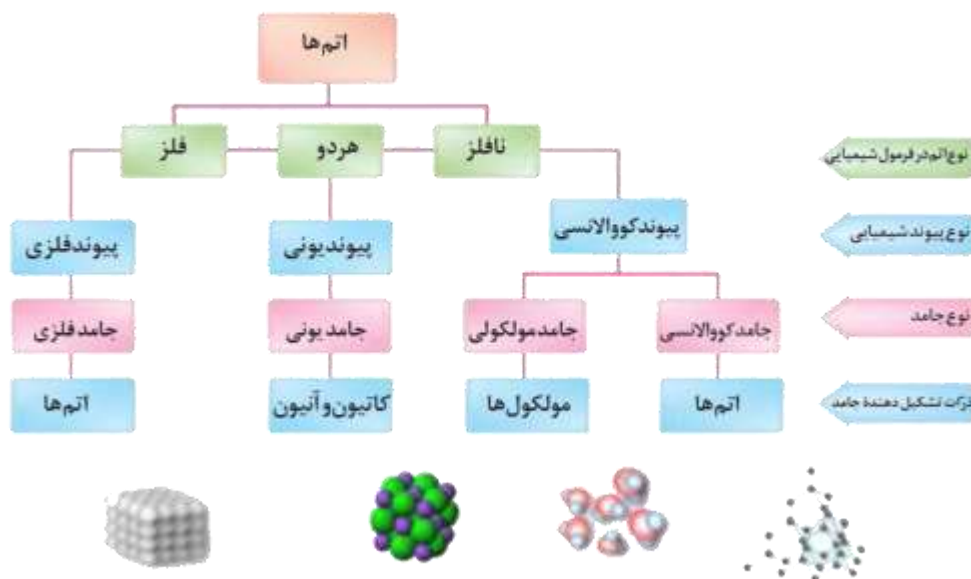 اتم‌ها
نافلز
هردو
فلز
نوع اتم در فرمول شیمیایی
پیوند کووالانسی
پیوند یونی
پیوند فلزی
نوع پیوند شیمیایی
جامد کووالانسی
جامد مولکولی
جامد یونی
جامد فلزی
نوع جامد
اتم‌ها
مولکول‌ها
کاتیون و آنیون
اتم‌ها
ذرات تشکیل دهندهٔ جامد